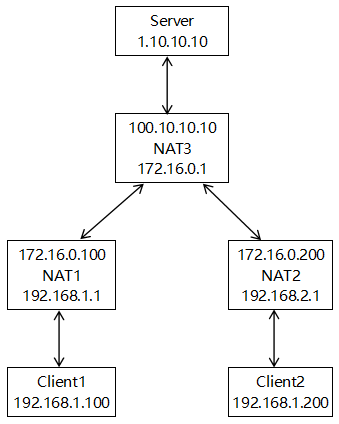 Server
1.10.10.10
100.10.10.10
NAT3
172.16.0.1
172.16.0.100
NAT1
192.168.1.1
172.16.0.200
NAT2
192.168.2.1
Client1
192.168.1.100
Client2
192.168.1.200